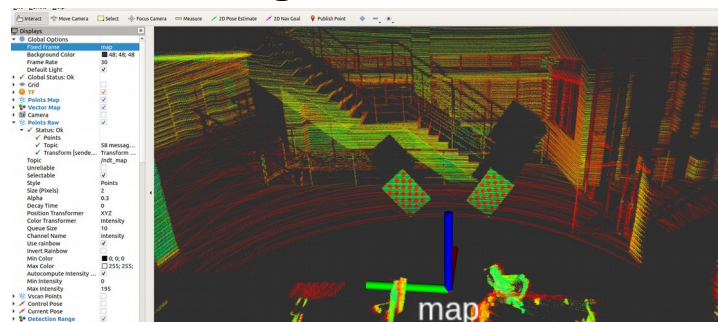 Interact Move Camera Select Focus Camera Measure 2D Pose Estimate 2D Nav Goal Publish Point
Displays
Global Options
Fixed Frame map
Background Color 48; 48; 48
Frame Rate 30
Default Light
Global Status: Ok
Grid
TF
Points Map
Vector Map
Camera
Points Raw
Status: Ok
Points
Topic 58 messag...
Transform [sende... Transform ...
Topic /ndt_map
Unreliable
Selectable
Style Points
Size (Pixels) 2
Alpha 0.3
Decay Time 0
Position Transformer XYZ
Color Transformer Intensity
Queue Size 10
Channel Name intensity
Use rainbow
Invert Rainbow
Min Color 0; 0; 0
Max Color 255; 255;
Autocompute Intensity ...
Min Intensity 0
Max Intensity 195
Vscan Points
Control Pose
Current Pose
Detection Range
map